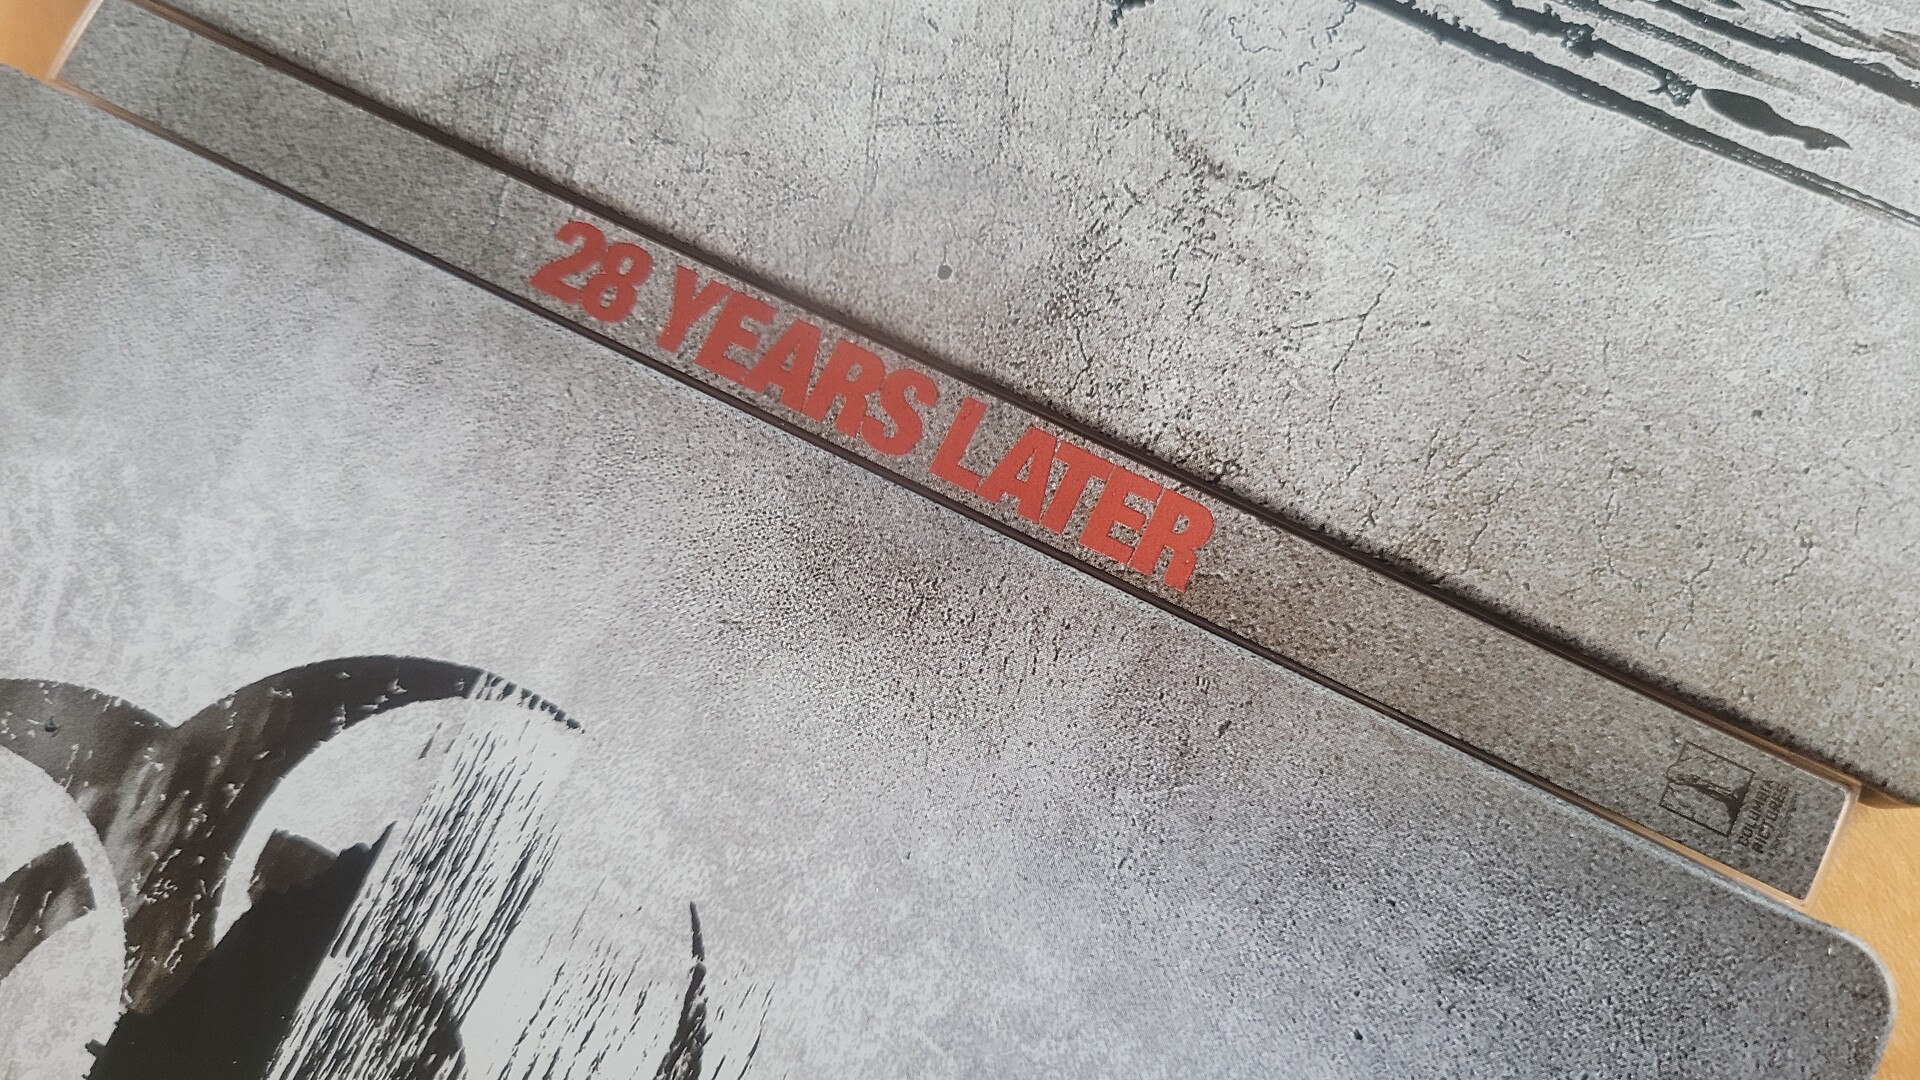 28 YEARS LATER
COLUMBIA
PICTURES